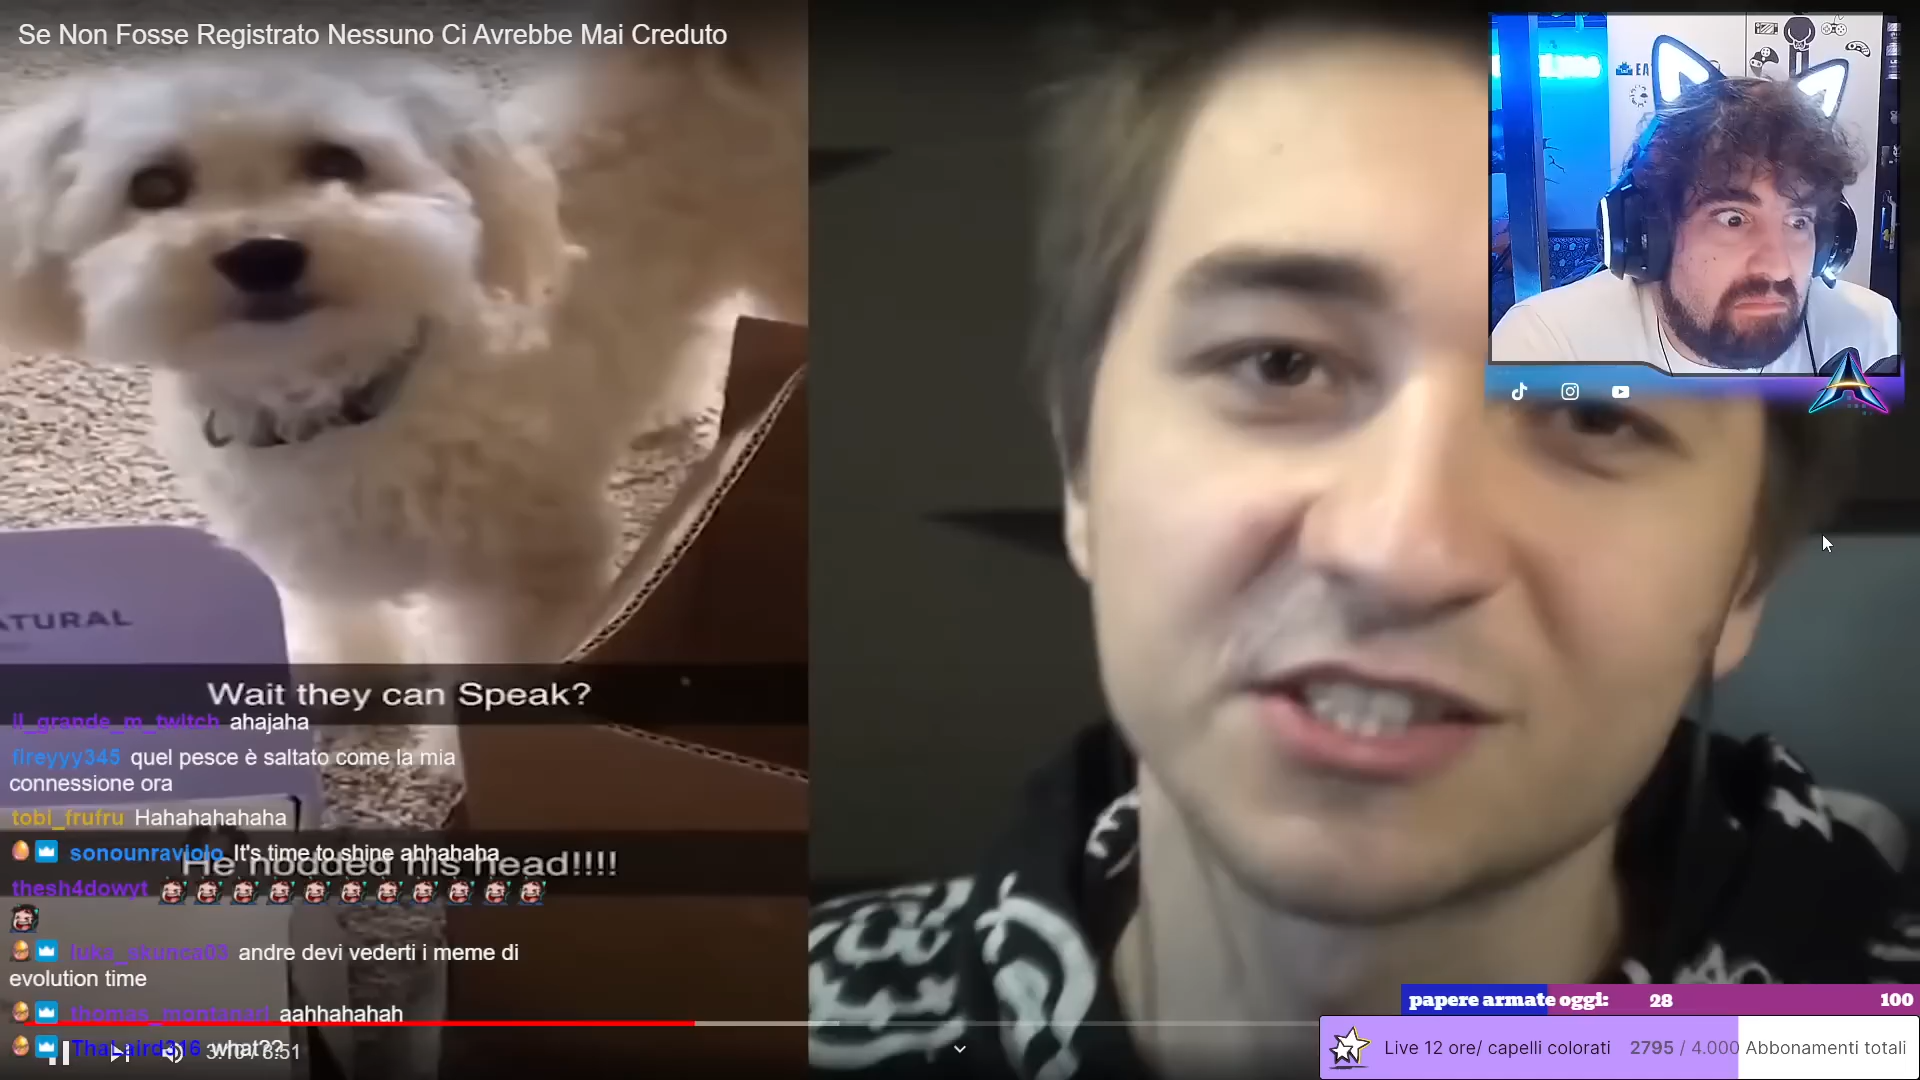 Se Non Fosse Registrato Nessuno Ci Avrebbe Mai Creduto
EA
ATURAL
Wait they can Speak?
il_grande_m_twitch ahajaha
fireyyy345 quel pesce è saltato come la mia
connessione ora
tobi_frufru Hahahahahaha
sonounraviolo It's time to shine ahhahaha
He nodded his head!!!!
thesh4dowyt
luka_skunca03 andre devi vederti i meme di
evolution time
thomas_montanari aahhahahah
ThaLaird316 what??
papere armate oggi: 28 100
Live 12 ore/ capelli colorati 2795 / 4.000 Abbonamenti totali